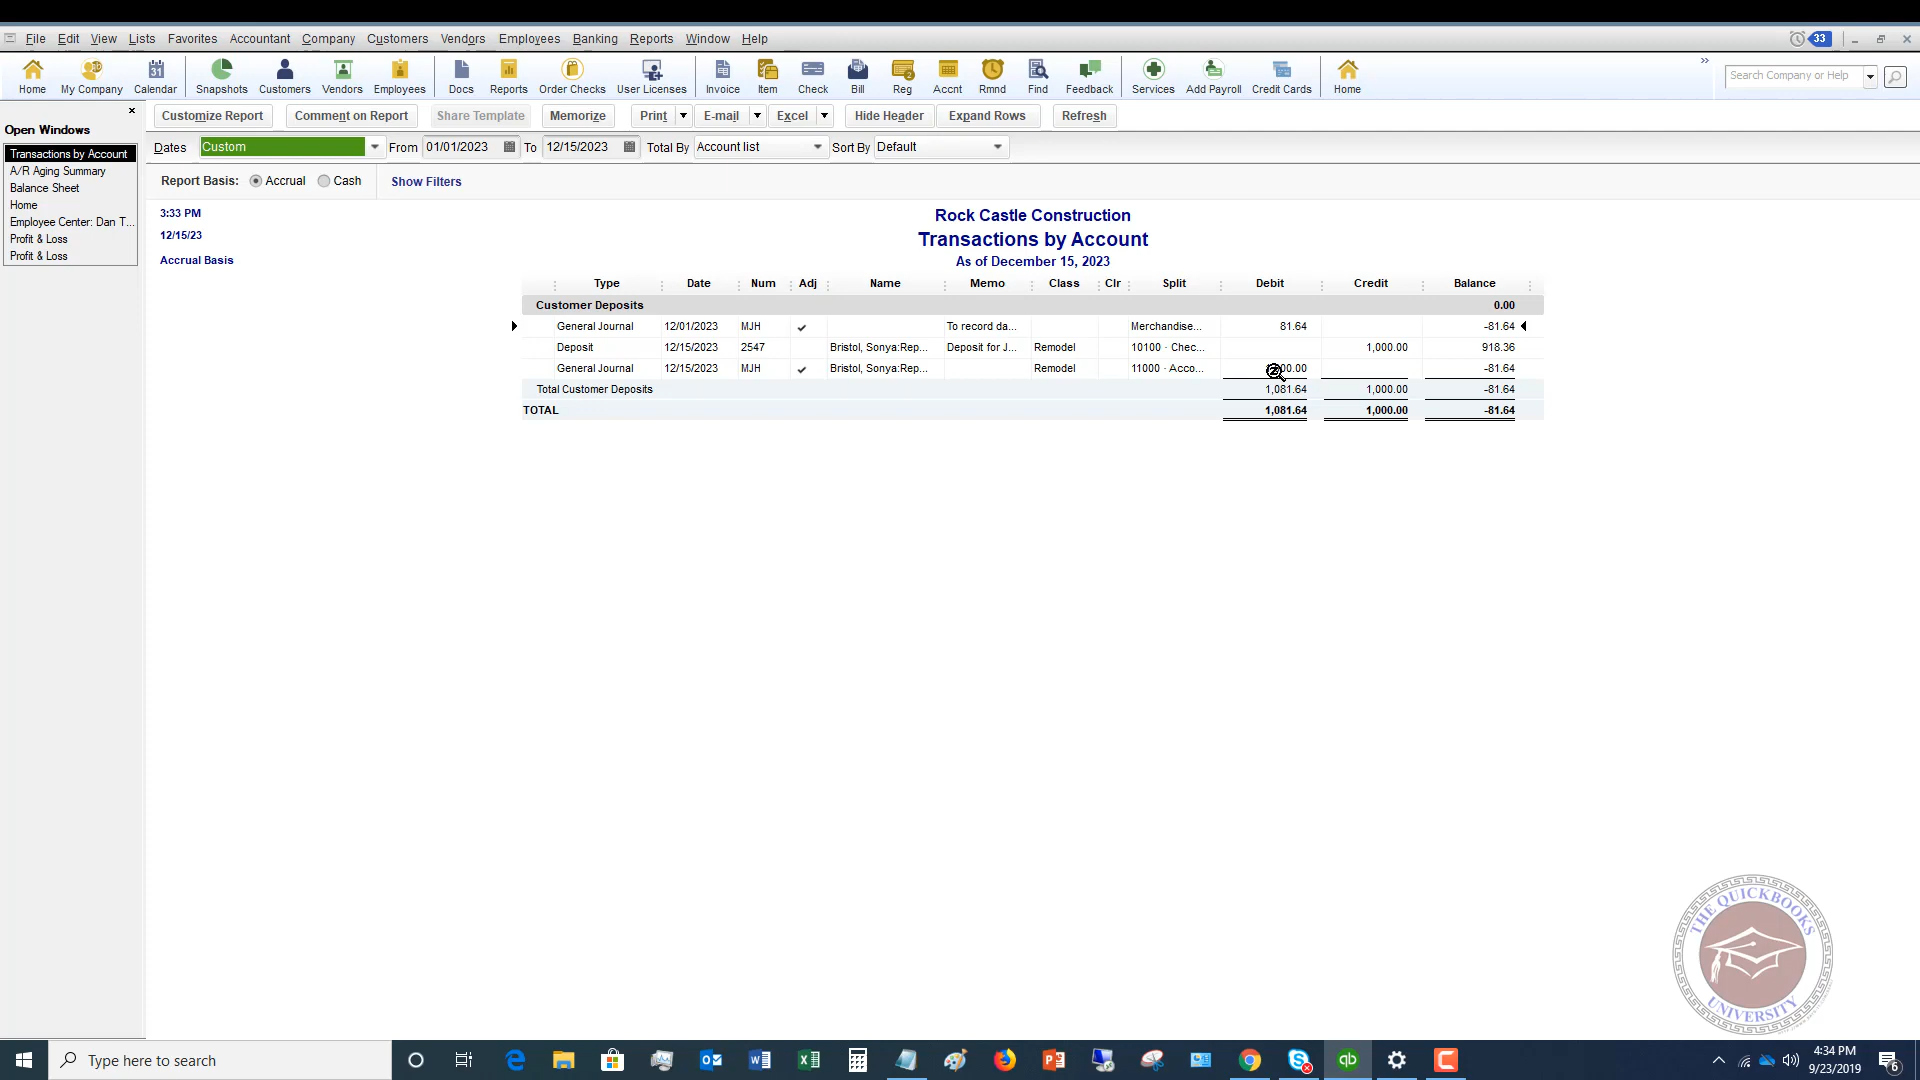 File Edit View Lists Favorites Accountant Company Customers Vendors Employees Banking Reports Window Help 33
Home My Company Calendar Snapshots Customers Vendors Employees Docs Reports Order Checks User Licenses Invoice Item Check Bill Reg Accnt Rmnd Find Feedback Services Add Payroll Credit Cards Home Search Company or Help
Customize Report Comment on Report Share Template Memorize Print E-mail Excel Hide Header Expand Rows Refresh
Open Windows
Transactions by Account
A/R Aging Summary
Balance Sheet
Home
Employee Center: Dan T...
Profit & Loss
Profit & Loss
Dates Custom From 01/01/2023 To 12/15/2023 Total By Account list Sort By Default
Report Basis: Accrual Cash Show Filters
3:33 PM
12/15/23
Accrual Basis
Rock Castle Construction
Transactions by Account
As of December 15, 2023
Type Date Num Adj Name Memo Class Clr Split Debit Credit Balance
Customer Deposits 0.00
General Journal 12/01/2023 MJH To record da... Merchandise... 81.64 -81.64
Deposit 12/15/2023 2547 Bristol, Sonya:Rep... Deposit for J... Remodel 10100 · Chec... 1,000.00 918.36
General Journal 12/15/2023 MJH Bristol, Sonya:Rep... Remodel 11000 · Acco... -81.64
Total Customer Deposits 1,081.64 1,000.00 -81.64
TOTAL 1,081.64 1,000.00 -81.64
THE QUICKBOOKS
UNIVERSITY
Type here to search
4:34 PM
9/23/2019
6